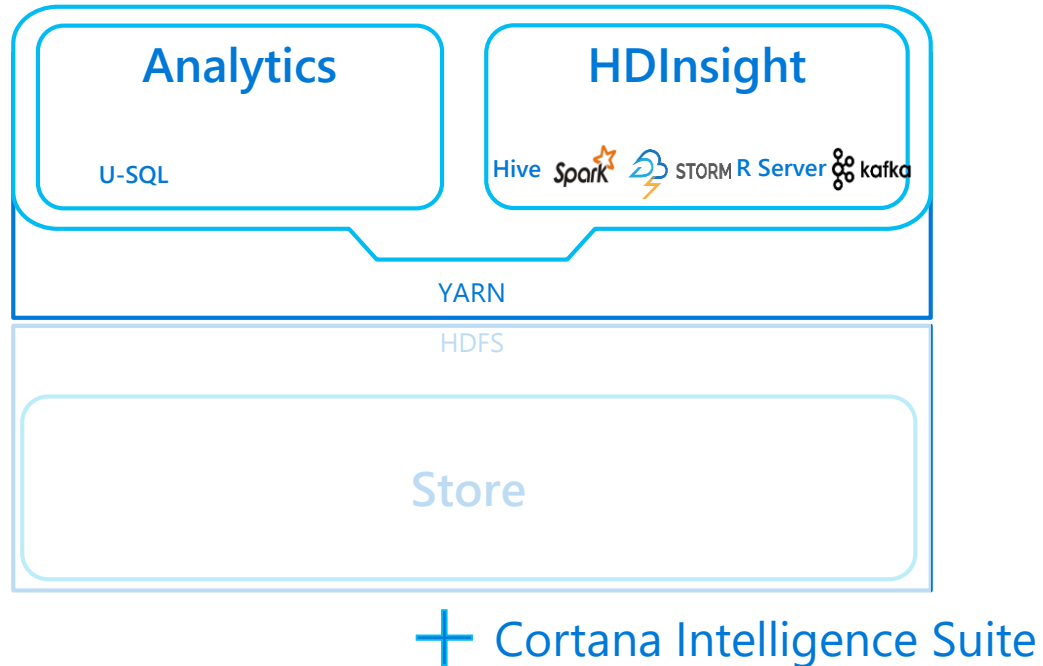 Analytics
HDInsight
U-SQL
Hive Spark STORM R Server kafka
YARN
HDFS
Store
Cortana Intelligence Suite